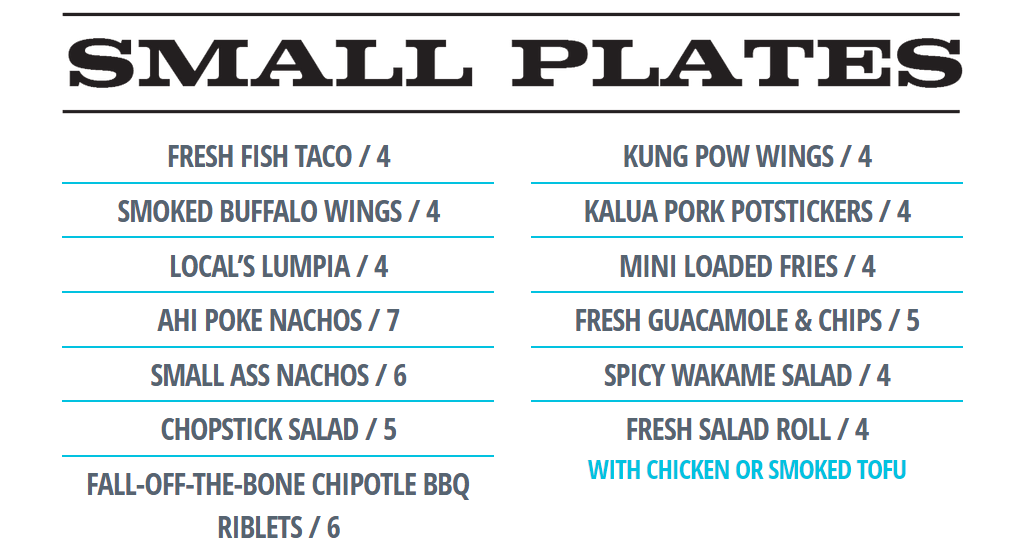 SMALL PLATES
FRESH FISH TACO / 4
SMOKED BUFFALO WINGS / 4
LOCAL'S LUMPIA / 4
AHI POKE NACHOS / 7
SMALL ASS NACHOS / 6
CHOPSTICK SALAD / 5
FALL-OFF-THE-BONE CHIPOTLE BBQ
RIBLETS / 6
KUNG POW WINGS / 4
KALUA PORK POTSTICKERS / 4
MINI LOADED FRIES / 4
FRESH GUACAMOLE & CHIPS / 5
SPICY WAKAME SALAD / 4
FRESH SALAD ROLL / 4
WITH CHICKEN OR SMOKED TOFU